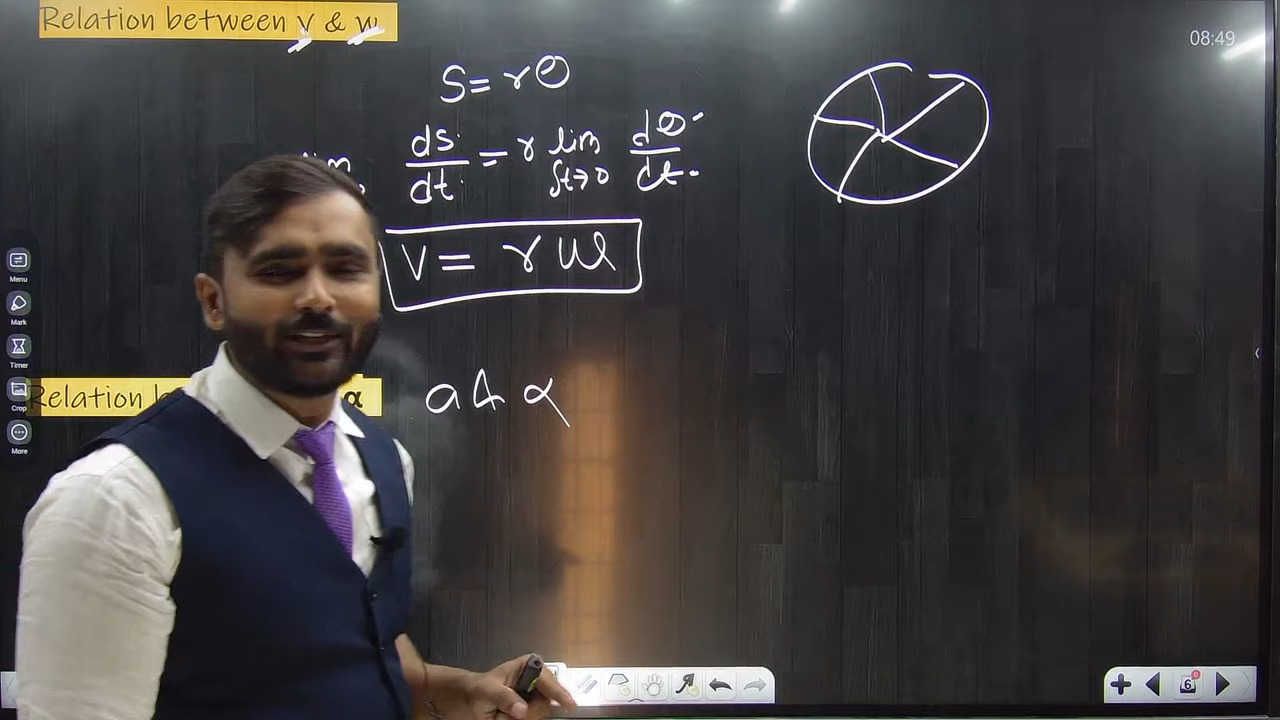 Relation between v & w
08:49
S = rθ
ds/dt = r lim δt→0 dθ/dt
v = rω
Menu
Mark
Timer
Relation α
a & α
Crop
More
6